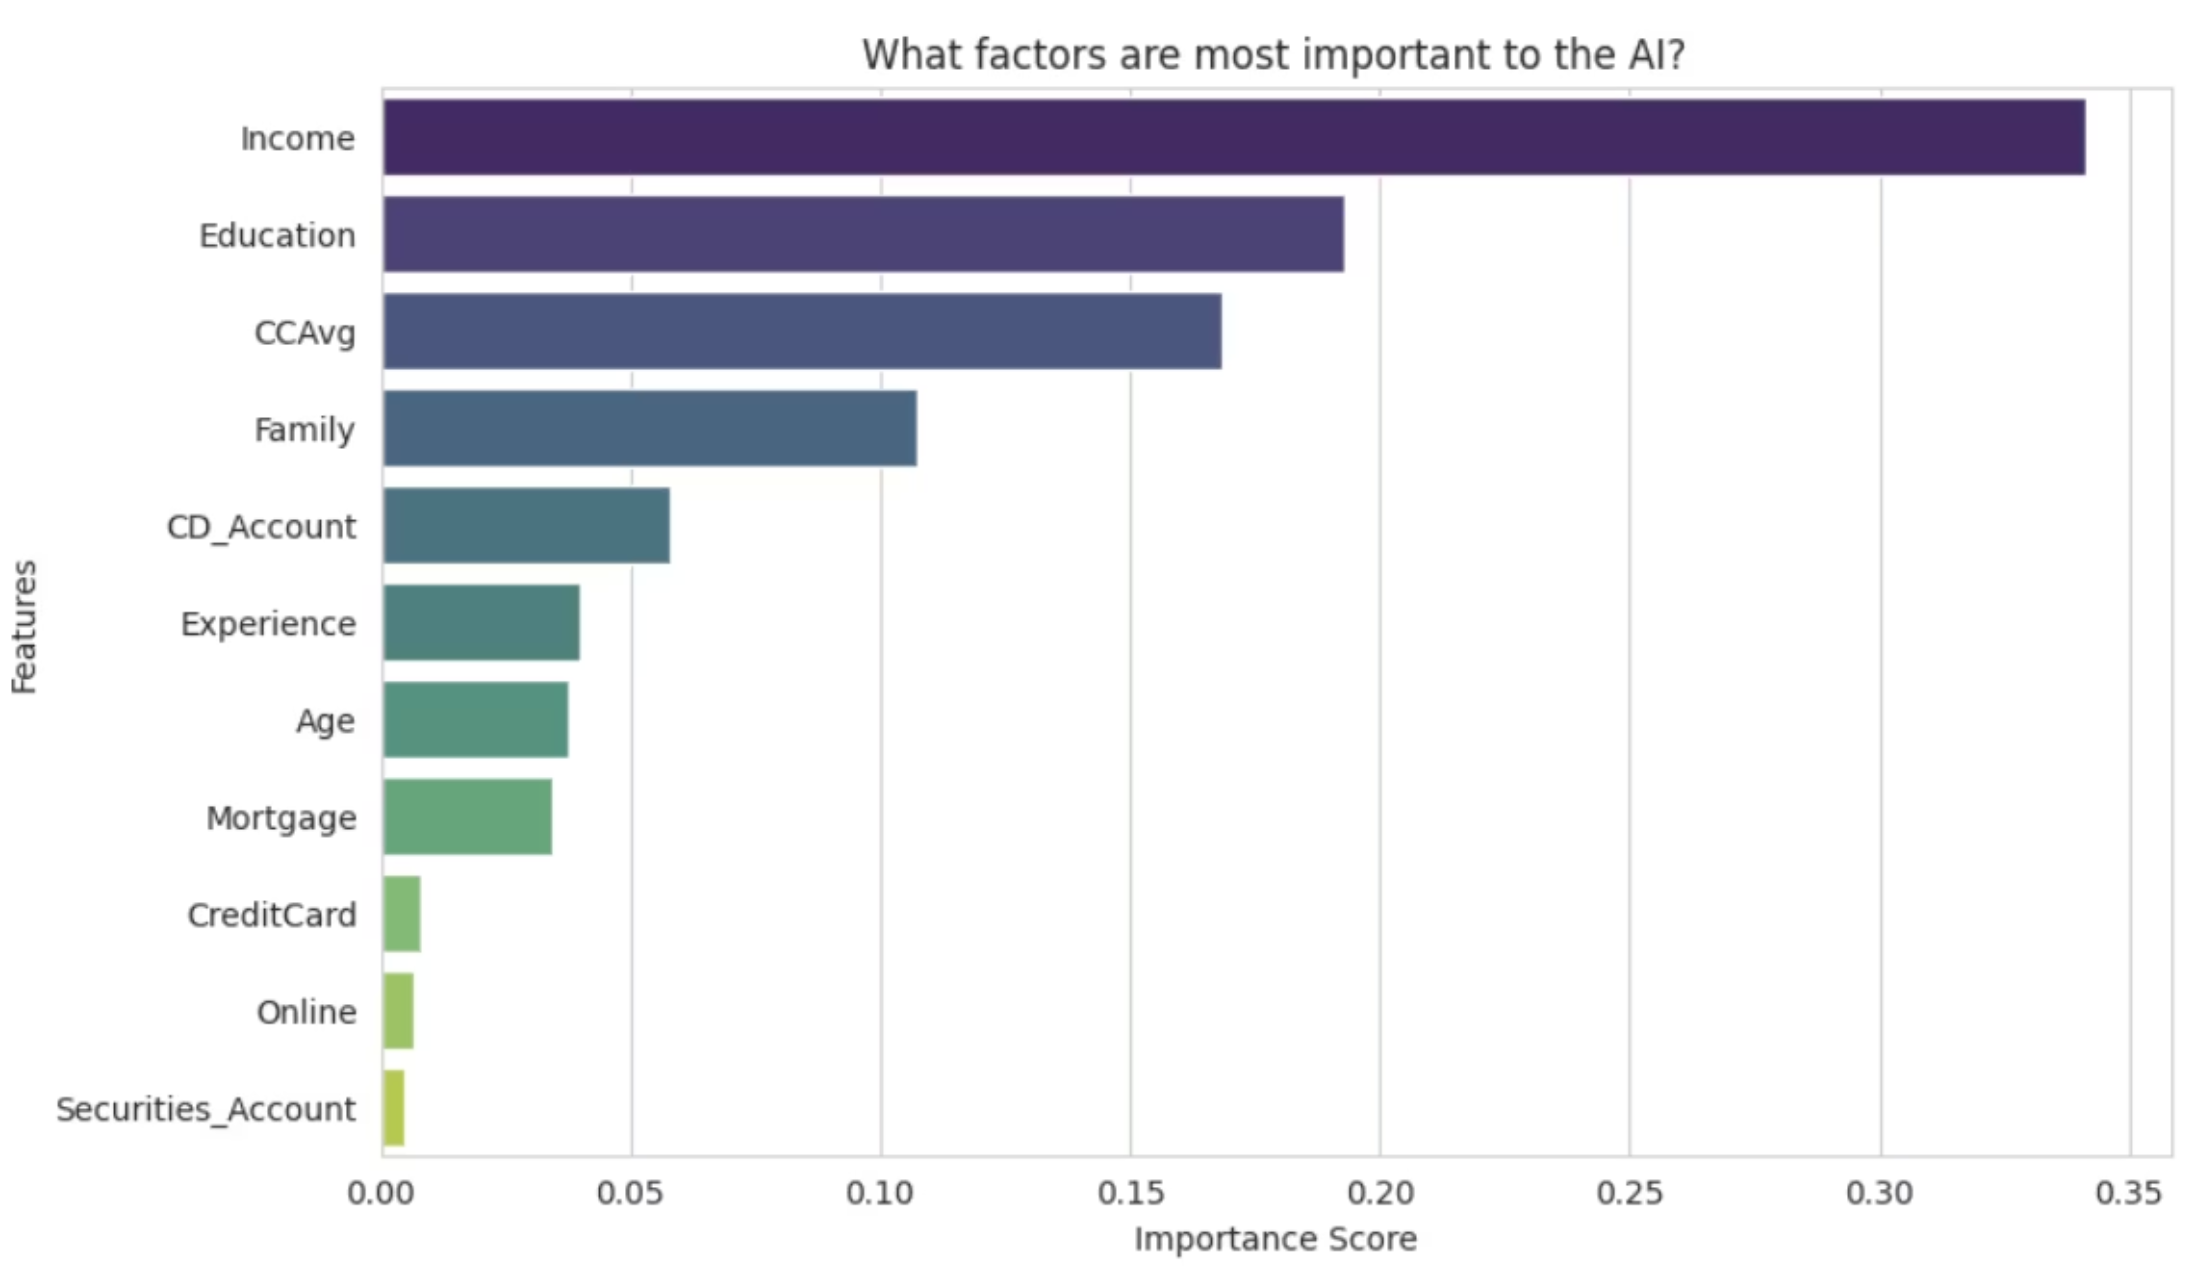 What factors are most important to the AI?
Income
Education
CCAvg
Family
CD_Account
Experience
Age
Mortgage
CreditCard
Online
Securities_Account
Features
0.00 0.05 0.10 0.15 0.20 0.25 0.30 0.35
Importance Score